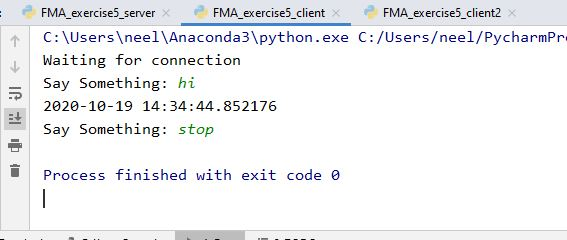 FMA_exercise5_server × FMA_exercise5_client × FMA_exercise5_client2 ×
C:\Users\neel\Anaconda3\python.exe C:/Users/neel/PycharmPro
Waiting for connection
Say Something: hi
2020-10-19 14:34:44.852176
Say Something: stop
Process finished with exit code 0